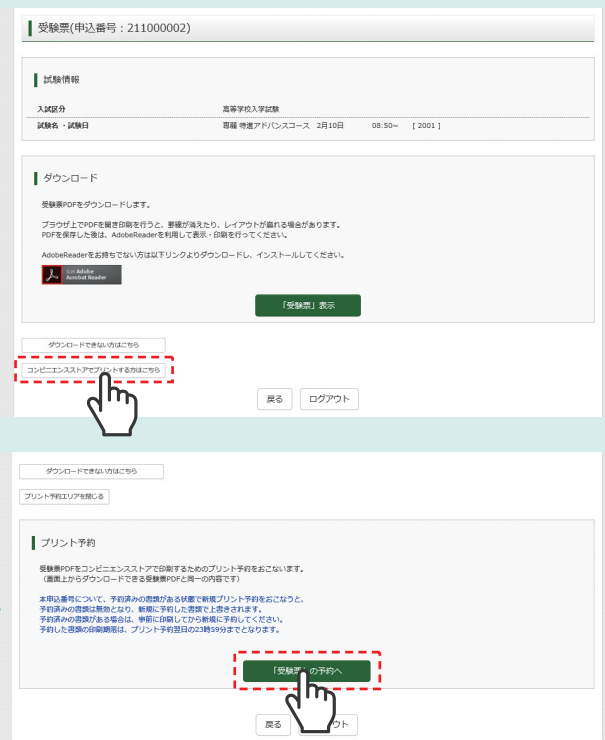 受験票(申込番号：211000002)
試験情報
入試区分 高等学校入学試験
試験名・試験日 専願 特進アドバンスコース 2月10日 08:50~ [ 2001 ]
ダウンロード
受験票PDFをダウンロードします。
ブラウザ上でPDFを開き印刷を行うと、罫線が消えたり、レイアウトが崩れる場合があります。
PDFを保存した後は、AdobeReaderを利用して表示・印刷を行ってください。
AdobeReaderをお持ちでない方は以下リンクよりダウンロードし、インストールしてください。
Get Adobe
Acrobat Reader
「受験票」表示
ダウンロードできない方はこちら
コンビニエンスストアでプリントする方はこちら
戻る ログアウト
ダウンロードできない方はこちら
プリント予約エリアを閉じる
プリント予約
受験票PDFをコンビニエンスストアで印刷するためのプリント予約をおこないます。
（画面上からダウンロードできる受験票PDFと同一の内容です）
本申込番号について、予約済みの書類がある状態で新規プリント予約をおこなうと、
予約済みの書類は無効となり、新規に予約した書類で上書きされます。
予約済みの書類がある場合は、事前に印刷してから新規に予約してください。
予約した書類の印刷期限は、プリント予約翌日の23時59分までとなります。
「受験票」の予約へ
戻る ウト